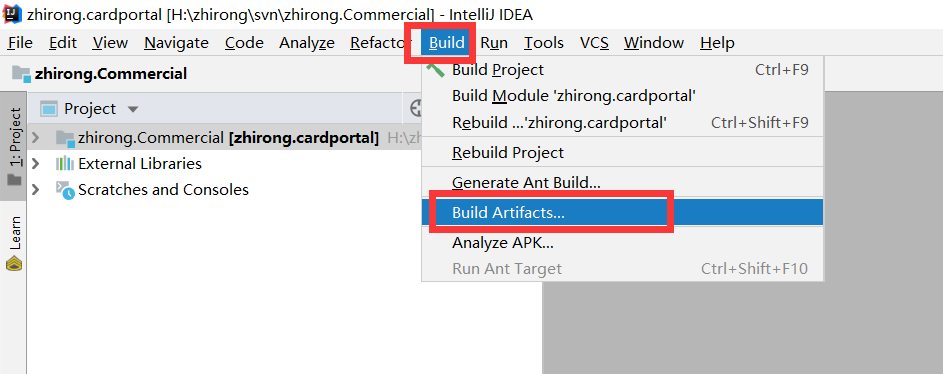 zhirong.cardportal [H:\zhirong\svn\zhirong.Commercial] - IntelliJ IDEA
File Edit View Navigate Code Analyze Refactor Build Run Tools VCS Window Help
zhirong.Commercial
Build Project Ctrl+F9
Build Module 'zhirong.cardportal'
Rebuild ...'zhirong.cardportal' Ctrl+Shift+F9
Rebuild Project
Generate Ant Build...
Build Artifacts...
Analyze APK...
Run Ant Target Ctrl+Shift+F10
1: Project
Learn
Project
zhirong.Commercial [zhirong.cardportal]
External Libraries
Scratches and Consoles